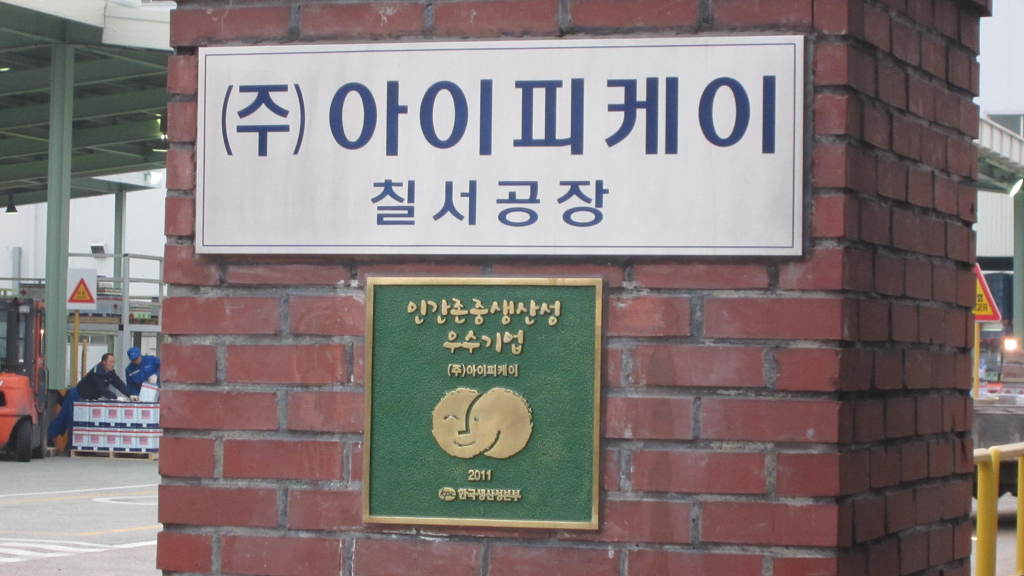 (주)아이피케이
칠서공장
인간존중생산성
우수기업
(주)아이피케이
2011
kpc 한국생산성본부